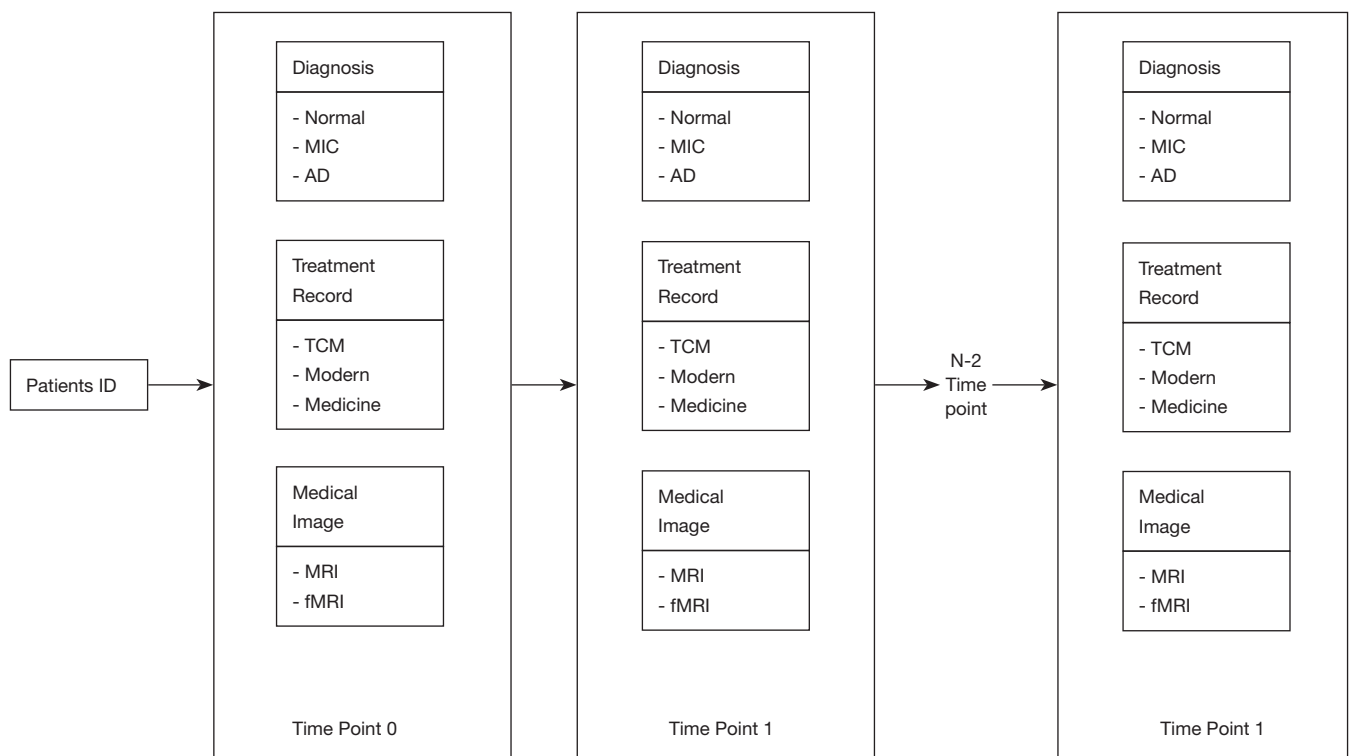 Patients ID
Diagnosis
- Normal
- MIC
- AD
Treatment
Record
- TCM
- Modern
- Medicine
Medical
Image
- MRI
- fMRI
Time Point 0
Diagnosis
- Normal
- MIC
- AD
Treatment
Record
- TCM
- Modern
- Medicine
Medical
Image
- MRI
- fMRI
Time Point 1
N-2
Time
point
Diagnosis
- Normal
- MIC
- AD
Treatment
Record
- TCM
- Modern
- Medicine
Medical
Image
- MRI
- fMRI
Time Point 1